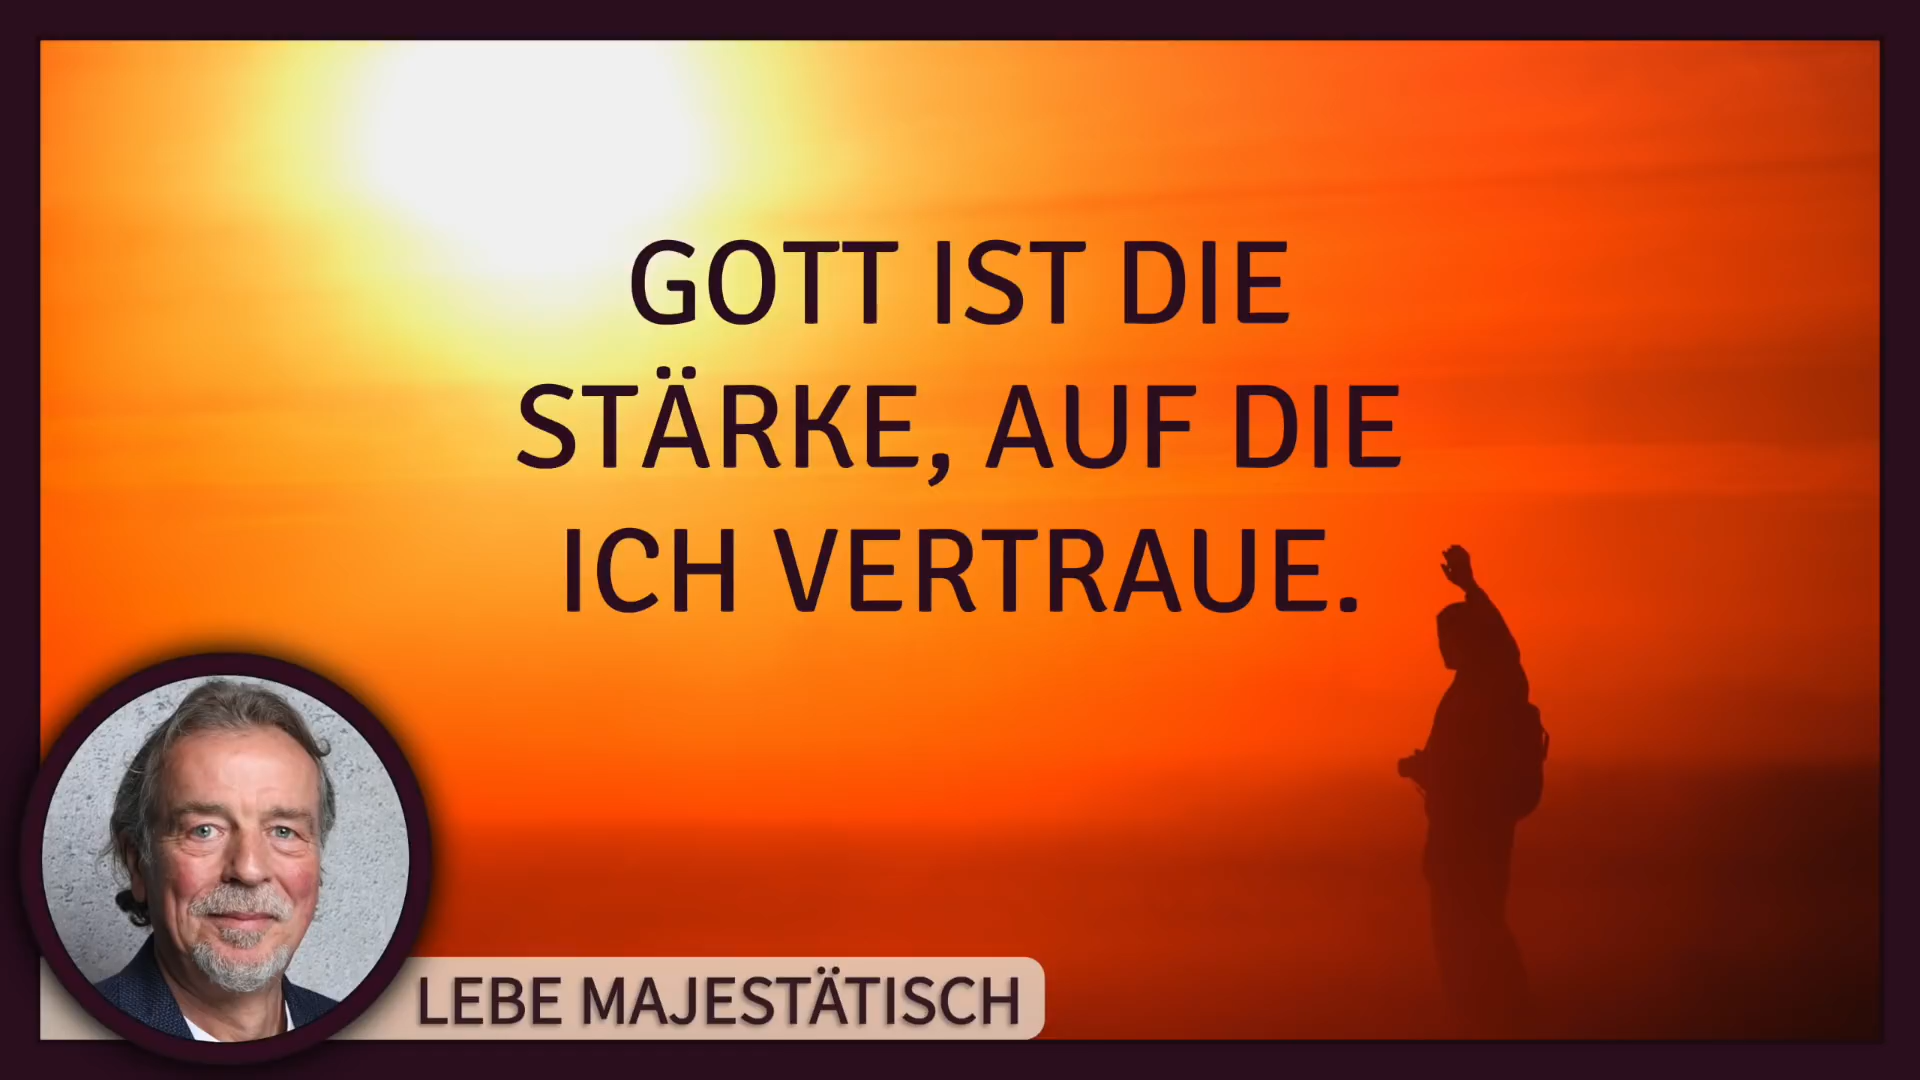 GOTT IST DIE
STÄRKE, AUF DIE
ICH VERTRAUE.
LEBE MAJESTÄTISCH